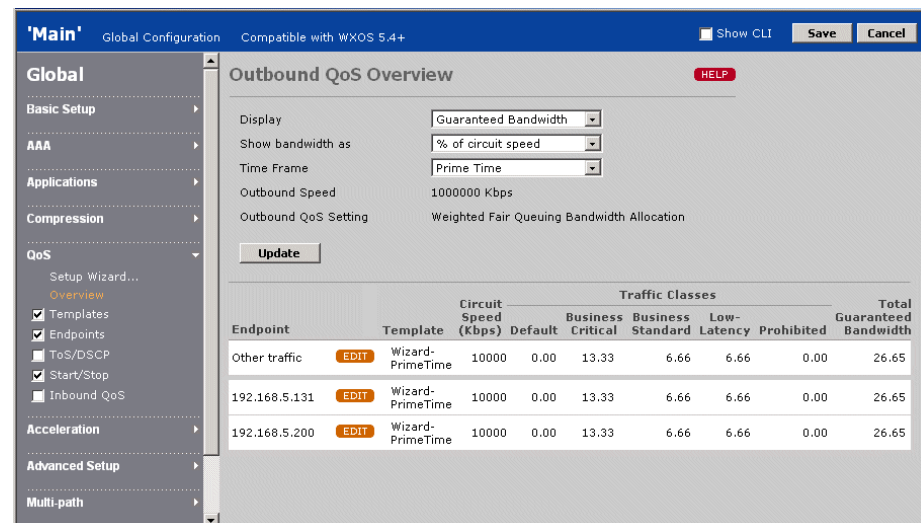 'Main' Global Configuration Compatible with WXOS 5.4+ Show CLI Save Cancel
Global
Basic Setup
AAA
Applications
Compression
QoS
Setup Wizard...
Overview
Templates
Endpoints
ToS/DSCP
Start/Stop
Inbound QoS
Acceleration
Advanced Setup
Multi-path
Outbound QoS Overview HELP
Display Guaranteed Bandwidth
Show bandwidth as % of circuit speed
Time Frame Prime Time
Outbound Speed 1000000 Kbps
Outbound QoS Setting Weighted Fair Queuing Bandwidth Allocation
Update
Traffic Classes
Circuit Total
Speed Business Business Low- Guaranteed
Endpoint Template (Kbps) Default Critical Standard Latency Prohibited Bandwidth
Other traffic EDIT Wizard- 10000 0.00 13.33 6.66 6.66 0.00 26.65
PrimeTime
192.168.5.131 EDIT Wizard- 10000 0.00 13.33 6.66 6.66 0.00 26.65
PrimeTime
192.168.5.200 EDIT Wizard- 10000 0.00 13.33 6.66 6.66 0.00 26.65
PrimeTime